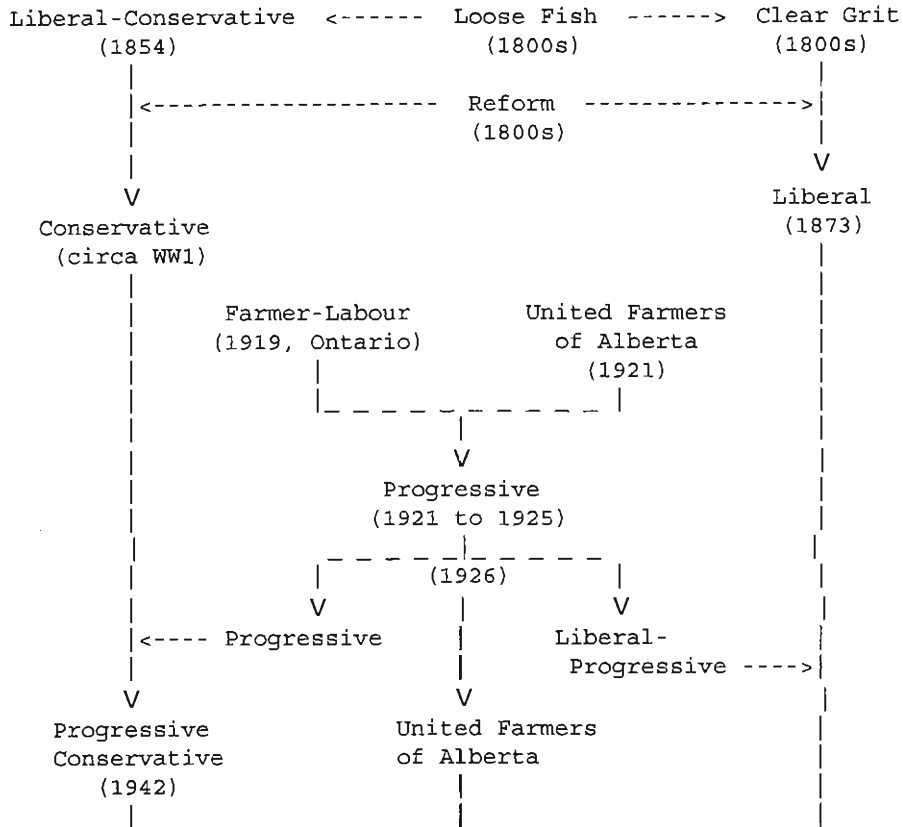 Liberal-Conservative <------ Loose Fish ------> Clear Grit
(1854) (1800s) (1800s)
<----------------- Reform --------------->
(1800s)
Liberal
Conservative (1873)
(circa WW1)
Farmer-Labour United Farmers
(1919, Ontario) of Alberta
(1921)
Progressive
(1921 to 1925)
(1926)
<---- Progressive Liberal-
Progressive ---->
Progressive United Farmers
Conservative of Alberta
(1942)